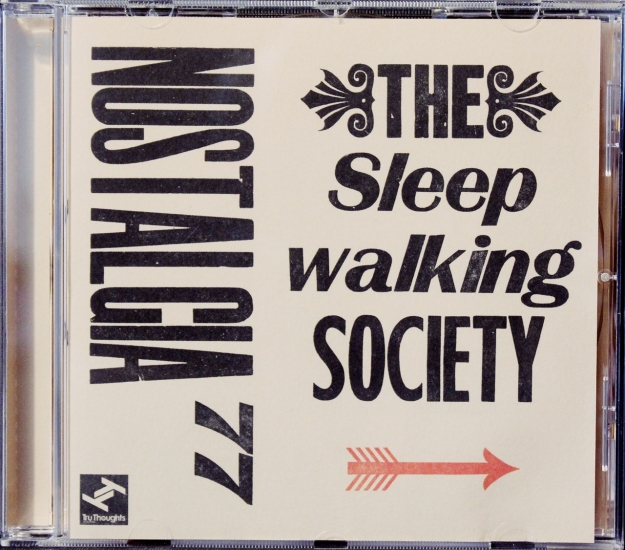 NOSTALGIA 77
THE
Sleep
walking
SOCIETY
Tru Thoughts